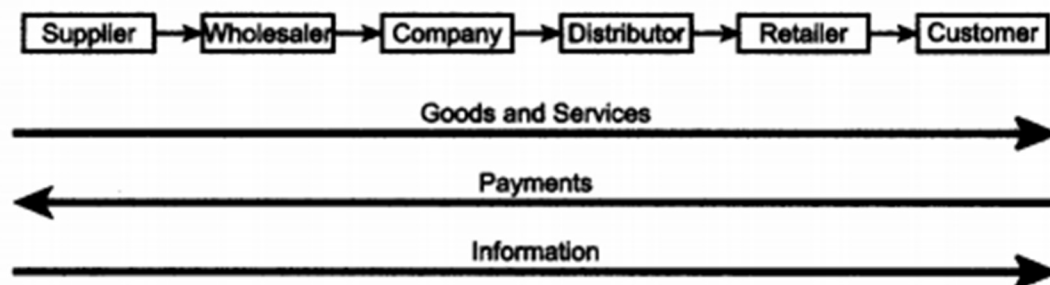 Supplier Wholesaler Company Distributor Retailer Customer
Goods and Services
Payments
Information